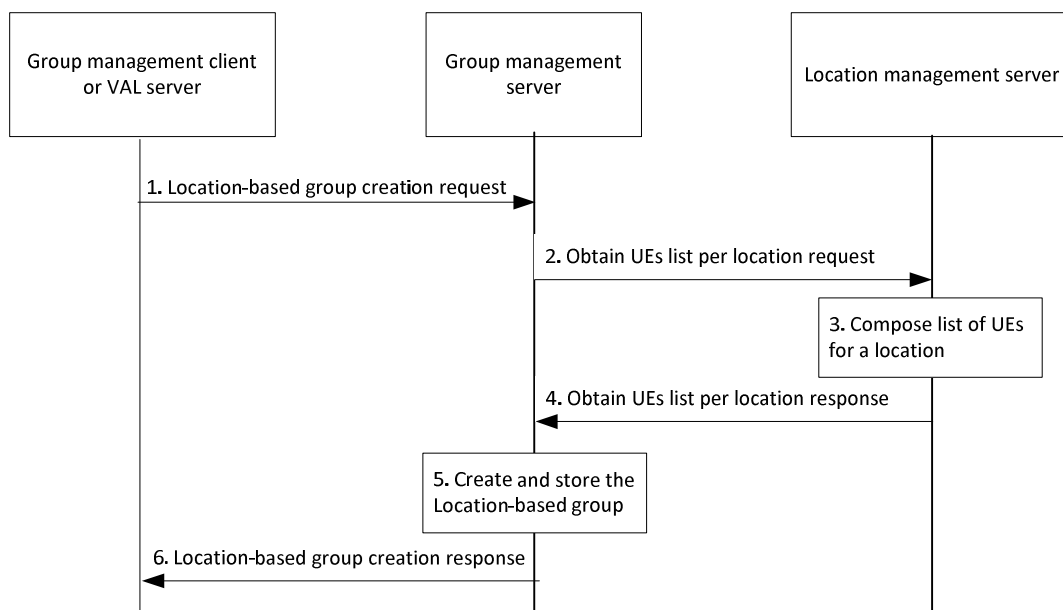 Group management client
or VAL server
Group management
server
Location management server
1. Location-based group creation request
2. Obtain UEs list per location request
3. Compose list of UEs
for a location
4. Obtain UEs list per location response
5. Create and store the
Location-based group
6. Location-based group creation response